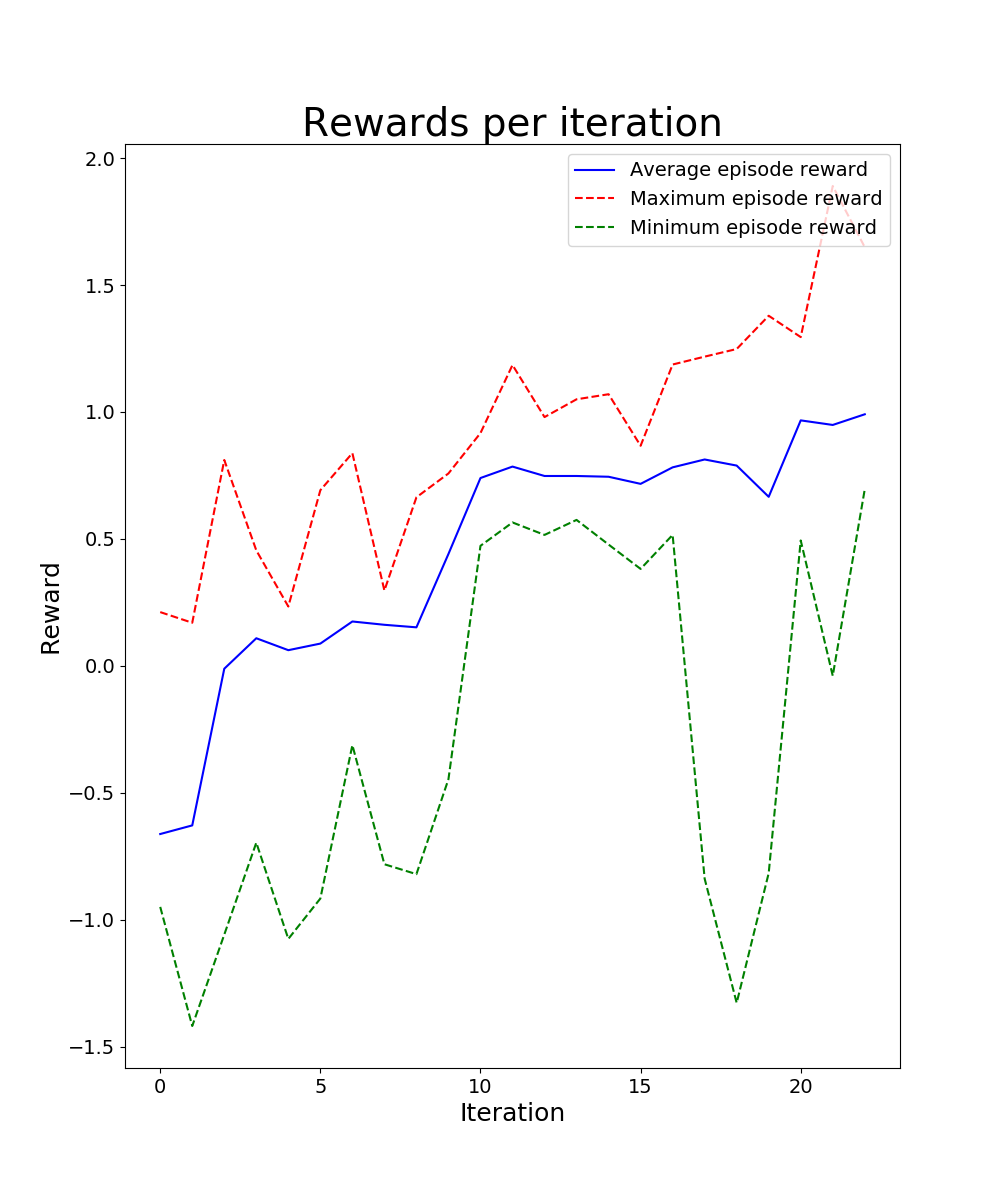 Rewards per iteration
Average episode reward
Maximum episode reward
Minimum episode reward
2.0
1.5
1.0
0.5
0.0
−0.5
−1.0
−1.5
Reward
0 5 10 15 20
Iteration